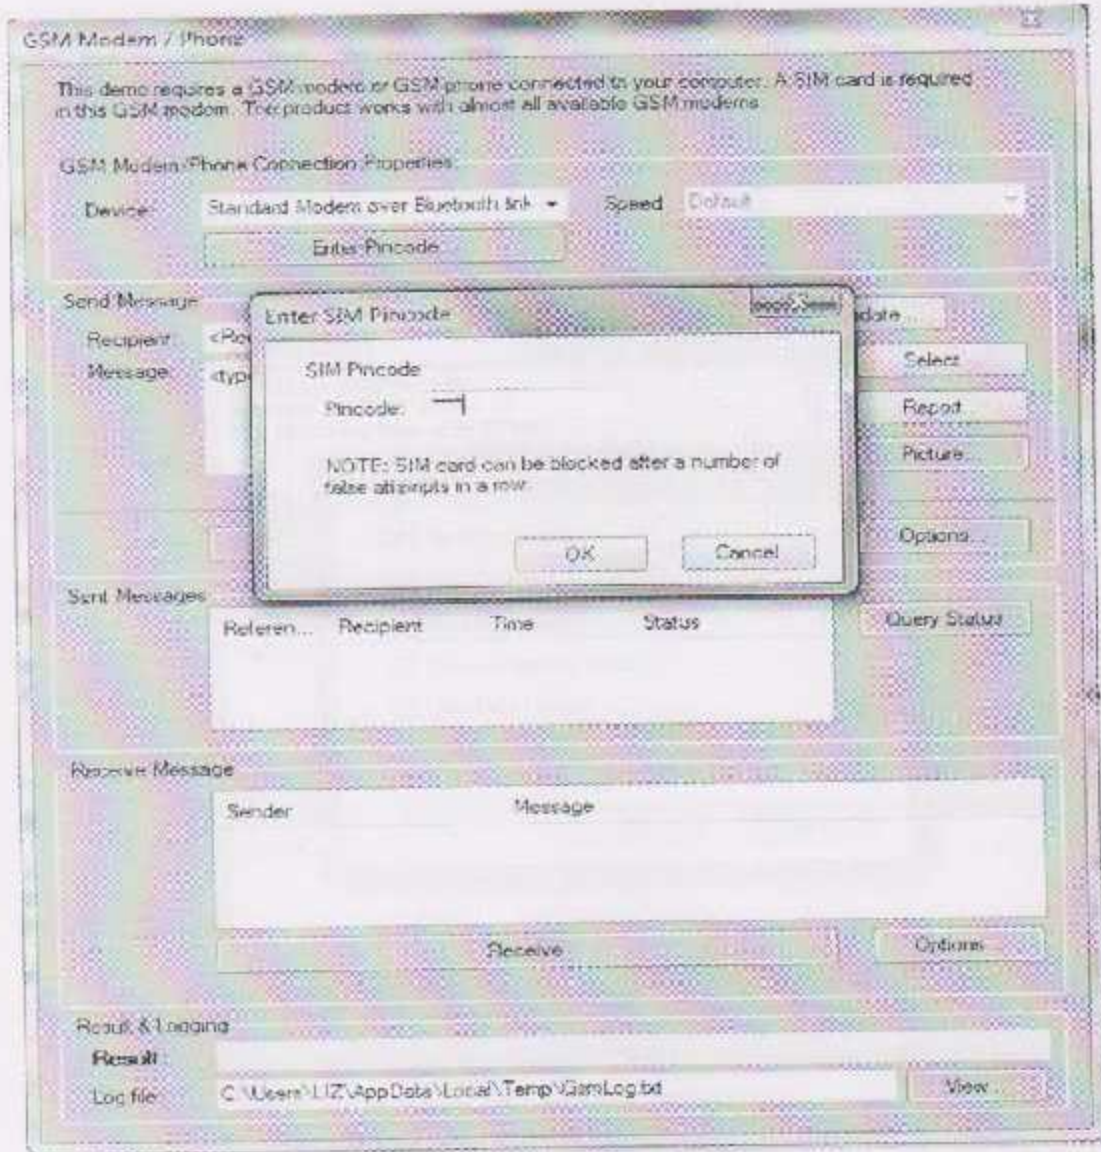 GSM Modem / Phone
This demo requires a GSM modem or GSM phone connected to your computer. A SIM card is required
in this GSM modem. The product works with almost all available GSM modems
GSM Modem/Phone Connection Properties
Device: Standard Modem over Bluetooth link Speed Default
Enter Pincode
Send Message
Recipient: <Re
Message: <typ
date...
Select
Report
Picture...
Options...
Enter SIM Pincode
SIM Pincode
Pincode:
NOTE: SIM card can be blocked after a number of
false attempts in a row.
OK Cancel
Sent Messages
Referen... Recipient Time Status
Query Status
Receive Message
Sender Message
Receive Options
Result & Logging
Result:
Log file: C:\Users\LIZ\AppData\Local\Temp\GsmLog.txt View...